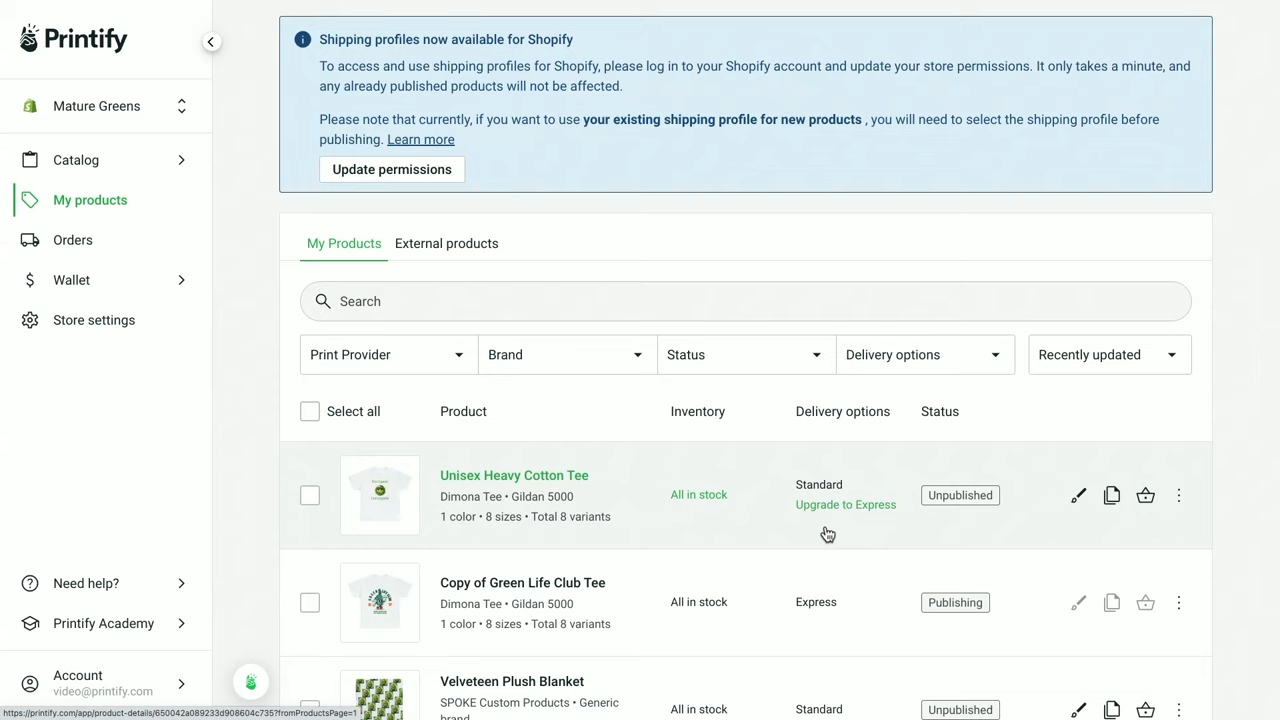 Printify
Mature Greens
Catalog
My products
Orders
Wallet
Store settings
Need help?
Printify Academy
Account
video@printify.com
Shipping profiles now available for Shopify
To access and use shipping profiles for Shopify, please log in to your Shopify account and update your store permissions. It only takes a minute, and
any already published products will not be affected.
Please note that currently, if you want to use your existing shipping profile for new products , you will need to select the shipping profile before
publishing. Learn more
Update permissions
My Products External products
Search
Print Provider Brand Status Delivery options Recently updated
Select all Product Inventory Delivery options Status
Unisex Heavy Cotton Tee
Dimona Tee • Gildan 5000
1 color • 8 sizes • Total 8 variants
All in stock
Standard
Upgrade to Express
Unpublished
Copy of Green Life Club Tee
Dimona Tee • Gildan 5000
1 color • 8 sizes • Total 8 variants
All in stock
Express
Publishing
Velveteen Plush Blanket
SPOKE Custom Products • Generic
brand
All in stock
Standard
Unpublished
https://printify.com/app/product-details/650042a089233d908604c735?fromProductsPage=1